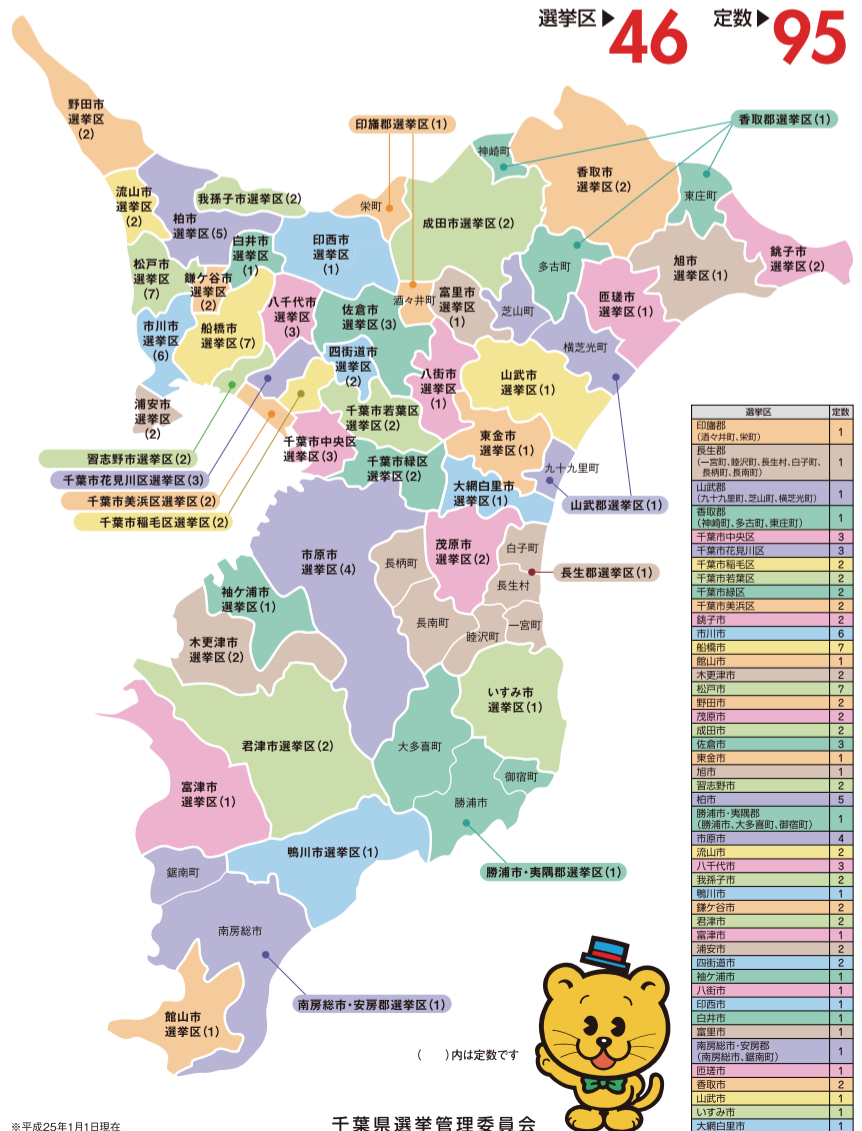 選挙区▶46 定数▶95
野田市
選挙区
(2)
印旛郡選挙区(1)
香取郡選挙区(1)
神崎町
香取市
選挙区(2)
東庄町
流山市
選挙区
(2)
我孫子市選挙区(2)
栄町
柏市
選挙区(5)
成田市選挙区(2)
白井市
選挙区
(1)
印西市
選挙区
(1)
銚子市
選挙区(2)
旭市
選挙区(1)
松戸市
選挙区
(7)
多古町
鎌ケ谷市
選挙区
(2)
酒々井町
富里市
選挙区
(1)
芝山町
匝瑳市
選挙区(1)
八千代市
選挙区
(3)
佐倉市
選挙区(3)
市川市
選挙区
(6)
船橋市
選挙区(7)
四街道市
選挙区
(2)
横芝光町
八街市
選挙区
(1)
山武市
選挙区(1)
浦安市
選挙区
(2)
千葉市若葉区
選挙区(2)
千葉市中央区
選挙区(3)
東金市
選挙区(1)
習志野市選挙区(2)
千葉市花見川区選挙区(3)
千葉市美浜区選挙区(2)
千葉市稲毛区選挙区(2)
千葉市緑区
選挙区(2)
九十九里町
大網白里市
選挙区(1)
山武郡選挙区(1)
市原市
選挙区(4)
茂原市
選挙区(2)
白子町
長柄町
長生郡選挙区(1)
長生村
袖ケ浦市
選挙区(1)
長南町
一宮町
睦沢町
木更津市
選挙区(2)
いすみ市
選挙区(1)
君津市選挙区(2)
大多喜町
御宿町
富津市
選挙区(1)
勝浦市
鴨川市選挙区(1)
勝浦市・夷隅郡選挙区(1)
鋸南町
南房総市
南房総市・安房郡選挙区(1)
館山市
選挙区(1)
( )内は定数です
※平成25年1月1日現在
千葉県選挙管理委員会
選挙区 定数
印旛郡
(酒々井町、栄町) 1
長生郡
(一宮町、睦沢町、長生村、白子町、
長柄町、長南町) 1
山武郡
(九十九里町、芝山町、横芝光町) 1
香取郡
(神崎町、多古町、東庄町) 1
千葉市中央区 3
千葉市花見川区 3
千葉市稲毛区 2
千葉市若葉区 2
千葉市緑区 2
千葉市美浜区 2
銚子市 2
市川市 6
船橋市 7
館山市 1
木更津市 2
松戸市 7
野田市 2
茂原市 2
成田市 2
佐倉市 3
東金市 1
旭市 1
習志野市 2
柏市 5
勝浦市・夷隅郡
(勝浦市、大多喜町、御宿町) 1
市原市 4
流山市 2
八千代市 3
我孫子市 2
鴨川市 1
鎌ケ谷市 2
君津市 2
富津市 1
浦安市 2
四街道市 2
袖ケ浦市 1
八街市 1
印西市 1
白井市 1
富里市 1
南房総市・安房郡
(南房総市、鋸南町) 1
匝瑳市 1
香取市 2
山武市 1
いすみ市 1
大網白里市 1